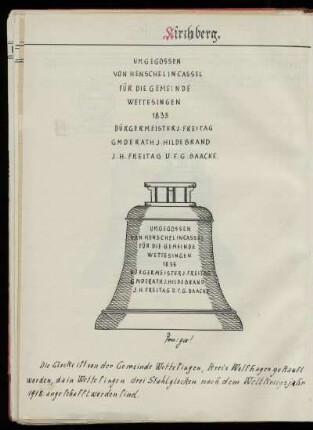 Kirchberg.
UMGEGOSSEN
VON HENSCHEL IN CASSEL
FÜR DIE GEMEINDE
WETTESINGEN
1835
BÜRGERMEISTER J. FREITAG
GMDERATH J. HILDEBRAND
J. H. FREITAG U. F. G. BAACKE.
UMGEGOSSEN
VON HENSCHEL IN CASSEL
FÜR DIE GEMEINDE
WETTESINGEN
1835
BÜRGERMEISTER J. FREITAG
GMDERATH J. HILDEBRAND
J. H. FREITAG U. F. G. BAACKE
Die Glocke ist von der Gemeinde Wettesingen, Kreis Wolfhagen gekauft
worden, da in Wettesingen drei Stahlglocken nach dem Weltkriegsjahr
1918 angeschafft worden sind.